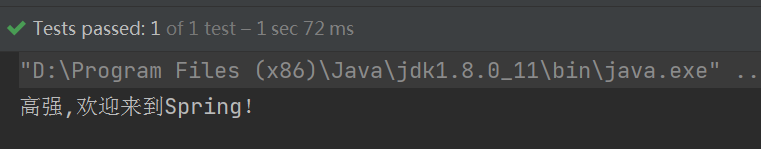 Tests passed: 1 of 1 test – 1 sec 72 ms
"D:\Program Files (x86)\Java\jdk1.8.0_11\bin\java.exe" ..
高强,欢迎来到Spring!